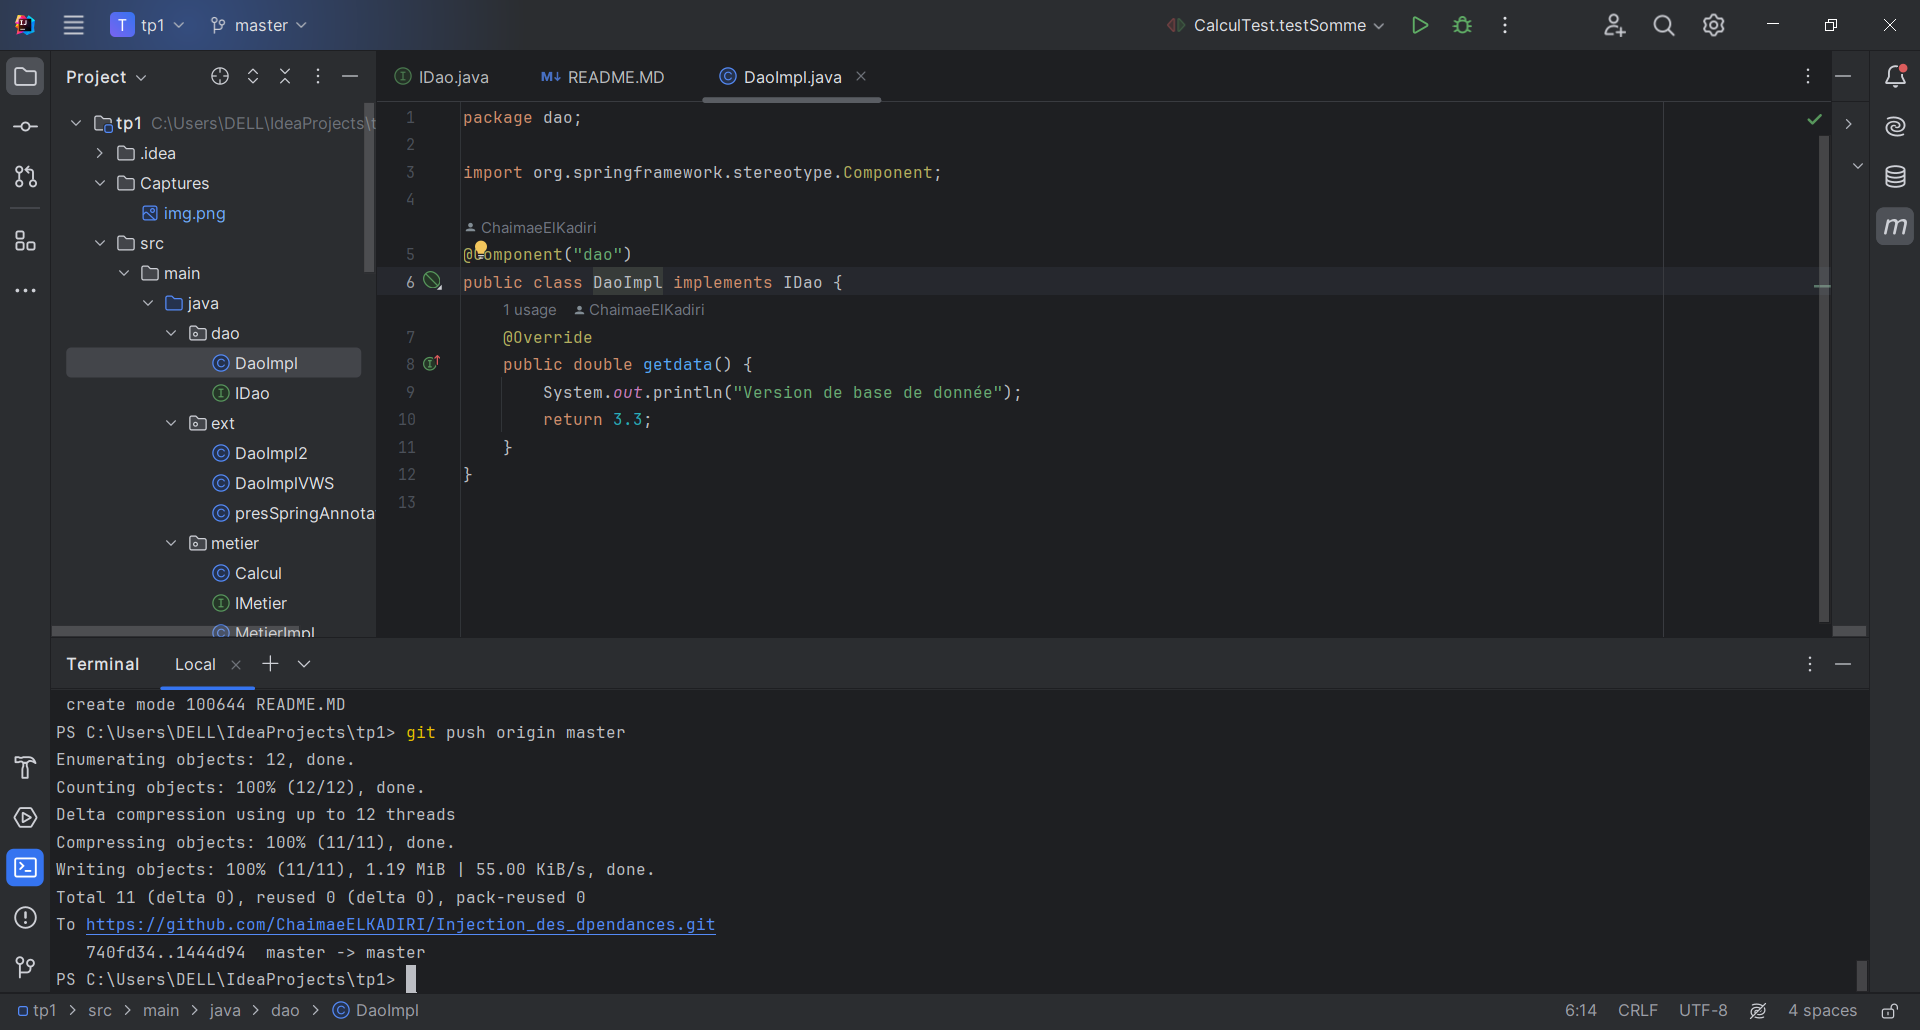 T tp1 master CalculTest.testSomme
Project
tp1 C:\Users\DELL\IdeaProjects\t
.idea
Captures
img.png
src
main
java
dao
DaoImpl
IDao
ext
DaoImpl2
DaoImplVWS
presSpringAnnota
metier
Calcul
IMetier
MetierImpl
IDao.java README.MD DaoImpl.java
1 package dao;
2
3 import org.springframework.stereotype.Component;
4
ChaimaeElKadiri
5 @Component("dao")
6 public class DaoImpl implements IDao {
1 usage ChaimaeElKadiri
7 @Override
8 public double getdata() {
9 System.out.println("Version de base de donnée");
10 return 3.3;
11 }
12 }
13
m
Terminal Local
create mode 100644 README.MD
PS C:\Users\DELL\IdeaProjects\tp1> git push origin master
Enumerating objects: 12, done.
Counting objects: 100% (12/12), done.
Delta compression using up to 12 threads
Compressing objects: 100% (11/11), done.
Writing objects: 100% (11/11), 1.19 MiB | 55.00 KiB/s, done.
Total 11 (delta 0), reused 0 (delta 0), pack-reused 0
To https://github.com/ChaimaeELKADIRI/Injection_des_dpendances.git
740fd34..1444d94 master -> master
PS C:\Users\DELL\IdeaProjects\tp1>
tp1 > src > main > java > dao > DaoImpl
6:14 CRLF UTF-8 4 spaces